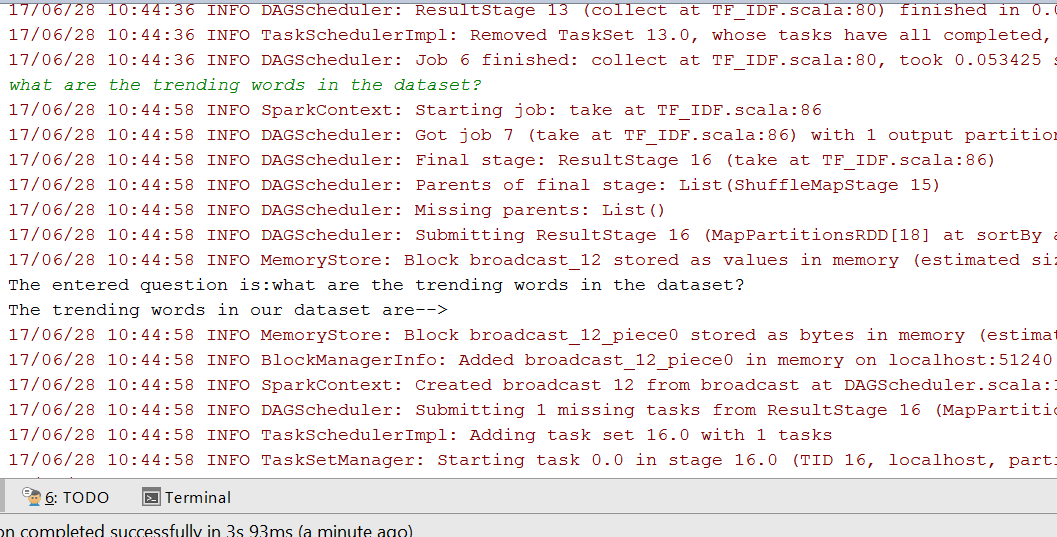 17/06/28 10:44:36 INFO DAGScheduler: ResultStage 13 (collect at TF_IDF.scala:80) finished in 0.0
17/06/28 10:44:36 INFO TaskSchedulerImpl: Removed TaskSet 13.0, whose tasks have all completed,
17/06/28 10:44:36 INFO DAGScheduler: Job 6 finished: collect at TF_IDF.scala:80, took 0.053425 s
what are the trending words in the dataset?
17/06/28 10:44:58 INFO SparkContext: Starting job: take at TF_IDF.scala:86
17/06/28 10:44:58 INFO DAGScheduler: Got job 7 (take at TF_IDF.scala:86) with 1 output partition
17/06/28 10:44:58 INFO DAGScheduler: Final stage: ResultStage 16 (take at TF_IDF.scala:86)
17/06/28 10:44:58 INFO DAGScheduler: Parents of final stage: List(ShuffleMapStage 15)
17/06/28 10:44:58 INFO DAGScheduler: Missing parents: List()
17/06/28 10:44:58 INFO DAGScheduler: Submitting ResultStage 16 (MapPartitionsRDD[18] at sortBy a
17/06/28 10:44:58 INFO MemoryStore: Block broadcast_12 stored as values in memory (estimated siz
The entered question is:what are the trending words in the dataset?
The trending words in our dataset are-->
17/06/28 10:44:58 INFO MemoryStore: Block broadcast_12_piece0 stored as bytes in memory (estimat
17/06/28 10:44:58 INFO BlockManagerInfo: Added broadcast_12_piece0 in memory on localhost:51240
17/06/28 10:44:58 INFO SparkContext: Created broadcast 12 from broadcast at DAGScheduler.scala:1
17/06/28 10:44:58 INFO DAGScheduler: Submitting 1 missing tasks from ResultStage 16 (MapPartitio
17/06/28 10:44:58 INFO TaskSchedulerImpl: Adding task set 16.0 with 1 tasks
17/06/28 10:44:58 INFO TaskSetManager: Starting task 0.0 in stage 16.0 (TID 16, localhost, parti
6: TODO Terminal
on completed successfully in 3s 93ms (a minute ago)